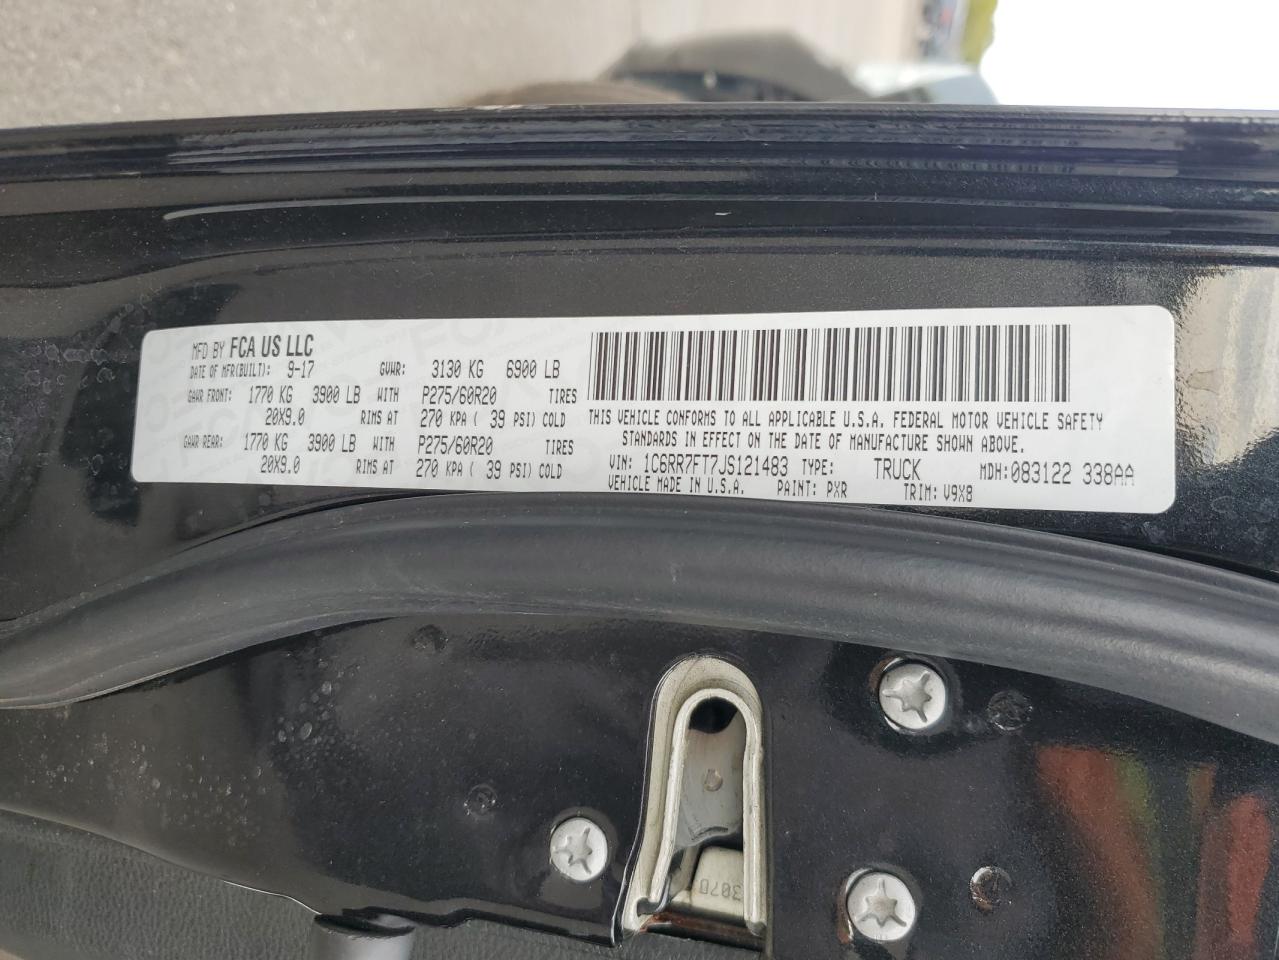 MFD BY FCA US LLC
DATE OF MFR(BUILT): 9-17 GVWR: 3130 KG 6900 LB
GAWR FRONT: 1770 KG 3900 LB WITH P275/60R20 TIRES
20X9.0 RIMS AT 270 KPA ( 39 PSI) COLD
GAWR REAR: 1770 KG 3900 LB WITH P275/60R20 TIRES
20X9.0 RIMS AT 270 KPA ( 39 PSI) COLD
THIS VEHICLE CONFORMS TO ALL APPLICABLE U.S.A. FEDERAL MOTOR VEHICLE SAFETY
STANDARDS IN EFFECT ON THE DATE OF MANUFACTURE SHOWN ABOVE.
VIN: 1C6RR7FT7JS121483 TYPE: TRUCK MDH:083122 338AA
VEHICLE MADE IN U.S.A. PAINT: PXR TRIM: V9X8
307D